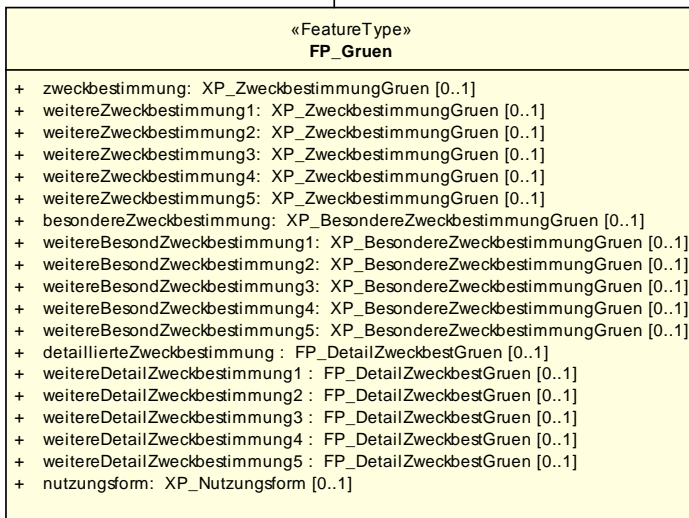 «FeatureType»
FP_Gruen
+ zweckbestimmung: XP_ZweckbestimmungGruen [0..1]
+ weitereZweckbestimmung1: XP_ZweckbestimmungGruen [0..1]
+ weitereZweckbestimmung2: XP_ZweckbestimmungGruen [0..1]
+ weitereZweckbestimmung3: XP_ZweckbestimmungGruen [0..1]
+ weitereZweckbestimmung4: XP_ZweckbestimmungGruen [0..1]
+ weitereZweckbestimmung5: XP_ZweckbestimmungGruen [0..1]
+ besondereZweckbestimmung: XP_BesondereZweckbestimmungGruen [0..1]
+ weitereBesondZweckbestimmung1: XP_BesondereZweckbestimmungGruen [0..1]
+ weitereBesondZweckbestimmung2: XP_BesondereZweckbestimmungGruen [0..1]
+ weitereBesondZweckbestimmung3: XP_BesondereZweckbestimmungGruen [0..1]
+ weitereBesondZweckbestimmung4: XP_BesondereZweckbestimmungGruen [0..1]
+ weitereBesondZweckbestimmung5: XP_BesondereZweckbestimmungGruen [0..1]
+ detaillierteZweckbestimmung : FP_DetailZweckbestGruen [0..1]
+ weitereDetailZweckbestimmung1 : FP_DetailZweckbestGruen [0..1]
+ weitereDetailZweckbestimmung2 : FP_DetailZweckbestGruen [0..1]
+ weitereDetailZweckbestimmung3 : FP_DetailZweckbestGruen [0..1]
+ weitereDetailZweckbestimmung4 : FP_DetailZweckbestGruen [0..1]
+ weitereDetailZweckbestimmung5 : FP_DetailZweckbestGruen [0..1]
+ nutzungsform: XP_Nutzungsform [0..1]